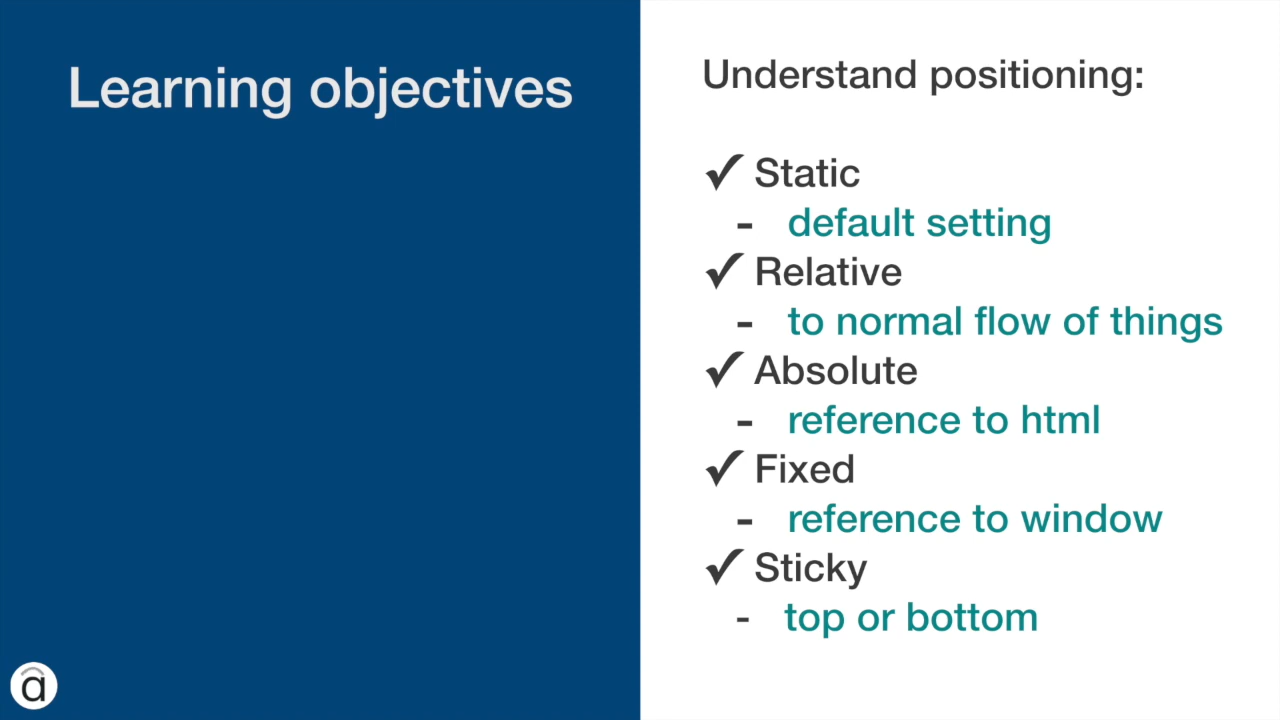 Learning objectives
Understand positioning:
✓ Static
- default setting
✓ Relative
- to normal flow of things
✓ Absolute
- reference to html
✓ Fixed
- reference to window
✓ Sticky
- top or bottom
a